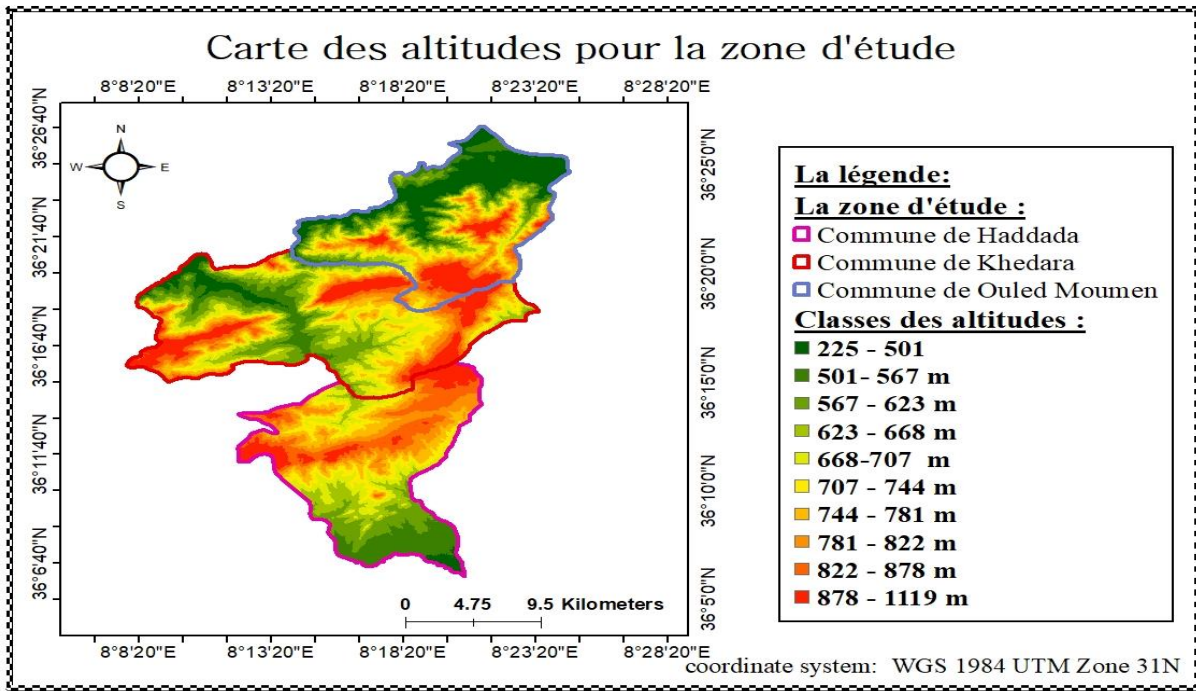 Carte des altitudes pour la zone d'étude
8°8'20"E 8°13'20"E 8°18'20"E 8°23'20"E 8°28'20"E
36°26'40"N
36°21'40"N
36°16'40"N
36°11'40"N
36°6'40"N
N
W E
S
36°25'0"N
36°20'0"N
36°15'0"N
36°10'0"N
36°5'0"N
0 4.75 9.5 Kilometers
8°8'20"E 8°13'20"E 8°18'20"E 8°23'20"E 8°28'20"E
La légende:
La zone d'étude :
Commune de Haddada
Commune de Khedara
Commune de Ouled Moumen
Classes des altitudes :
225 - 501
501- 567 m
567 - 623 m
623 - 668 m
668-707 m
707 - 744 m
744 - 781 m
781 - 822 m
822 - 878 m
878 - 1119 m
coordinate system: WGS 1984 UTM Zone 31N